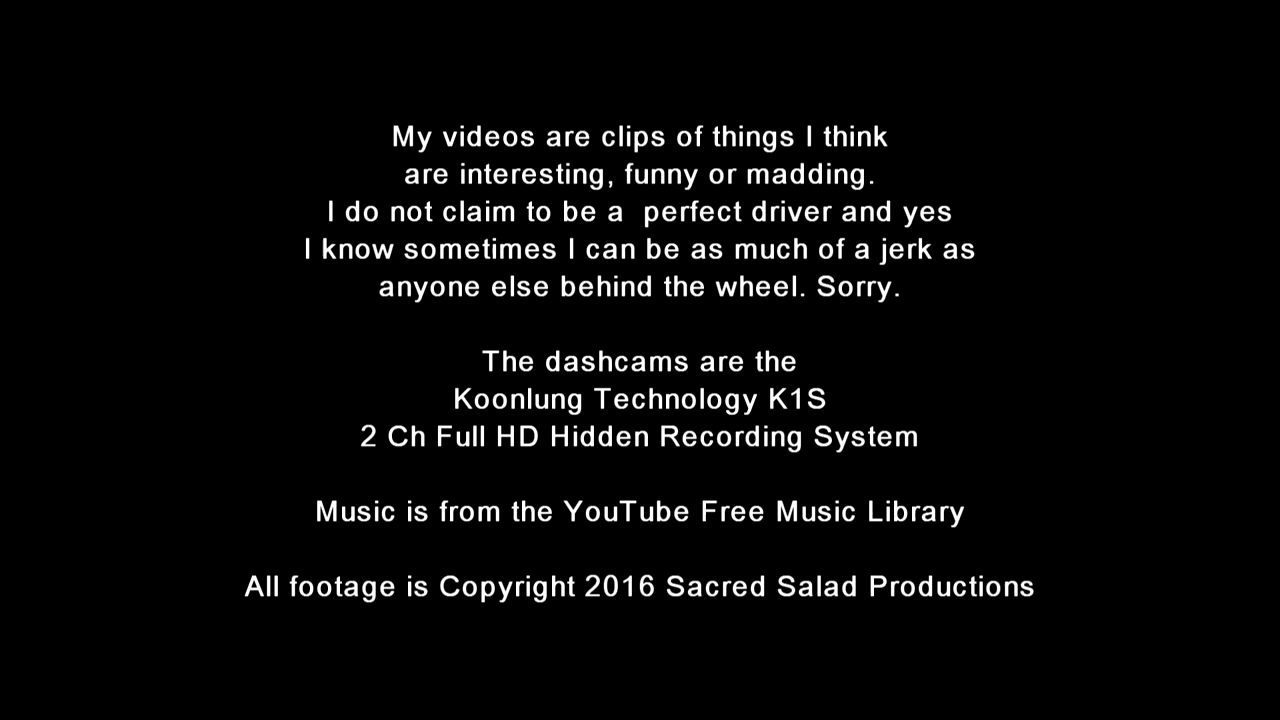 My videos are clips of things I think
are interesting, funny or madding.
I do not claim to be a  perfect driver and yes
I know sometimes I can be as much of a jerk as
anyone else behind the wheel. Sorry.
The dashcams are the
Koonlung Technology K1S
2 Ch Full HD Hidden Recording System
Music is from the YouTube Free Music Library
All footage is Copyright 2016 Sacred Salad Productions